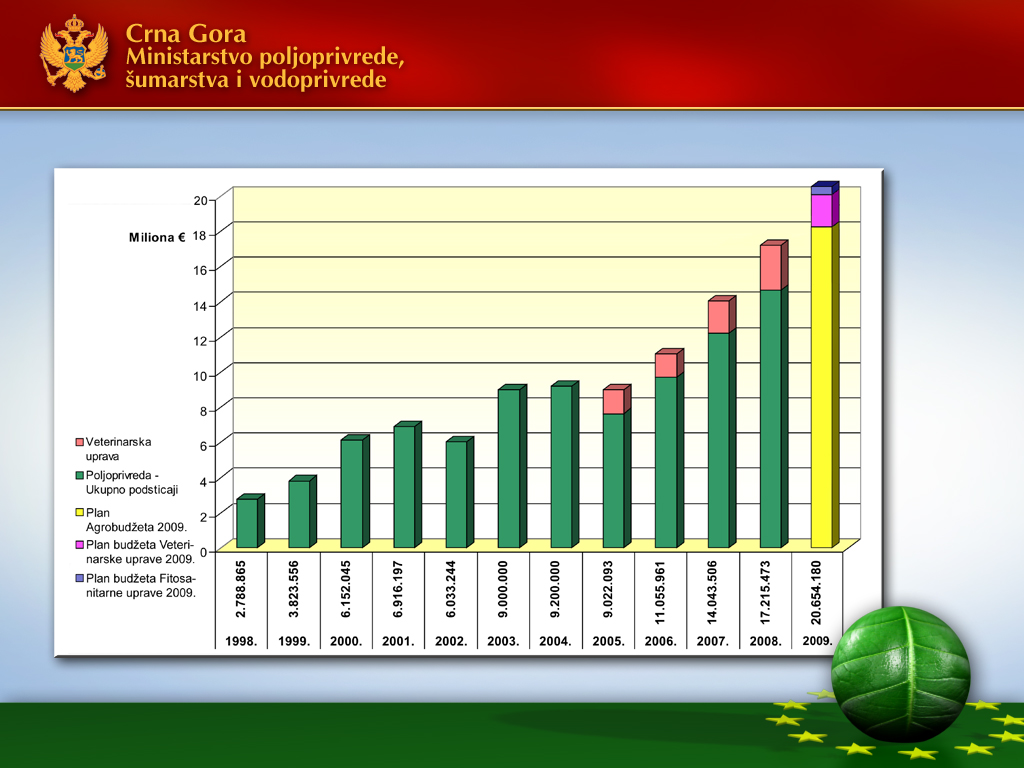 Crna Gora
Ministarstvo poljoprivrede,
šumarstva i vodoprivrede
Miliona €
20
18
16
14
12
10
8
6
4
2
0
Veterinarska
uprava
Poljoprivreda -
Ukupno podsticaji
Plan
Agrobudžeta 2009.
Plan budžeta Veteri-
narske uprave 2009.
Plan budžeta Fitosa-
nitarne uprave 2009.
2.788.865
3.823.556
6.152.045
6.916.197
6.033.244
9.000.000
9.200.000
9.022.093
11.055.961
14.043.506
17.215.473
20.654.180
1998. 1999. 2000. 2001. 2002. 2003. 2004. 2005. 2006. 2007. 2008. 2009.